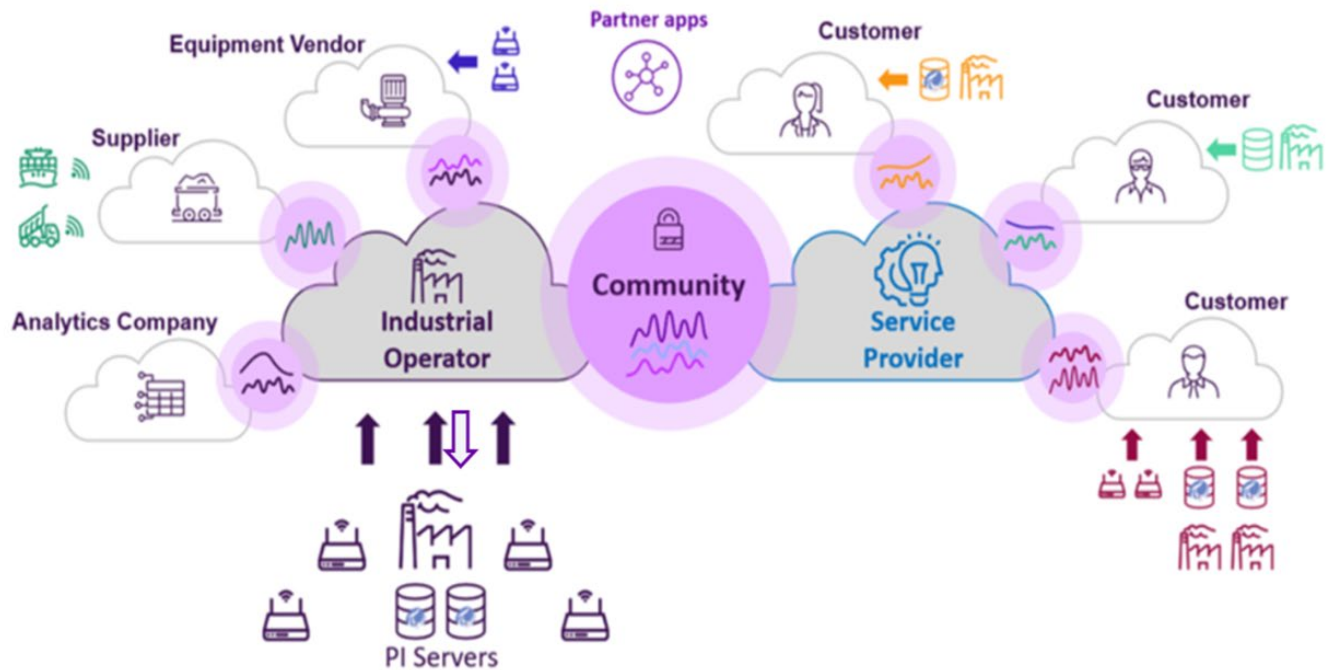 Partner apps
Equipment Vendor
Customer
Customer
Supplier
Community
Industrial
Operator
Service
Provider
Analytics Company
Customer
PI Servers